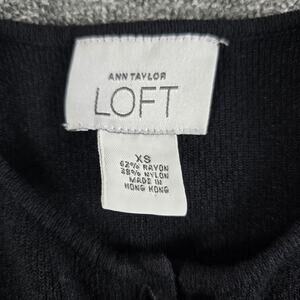 ANN TAYLOR
LOFT
XS
62% RAYON
38% NYLON
MADE IN
HONG KONG